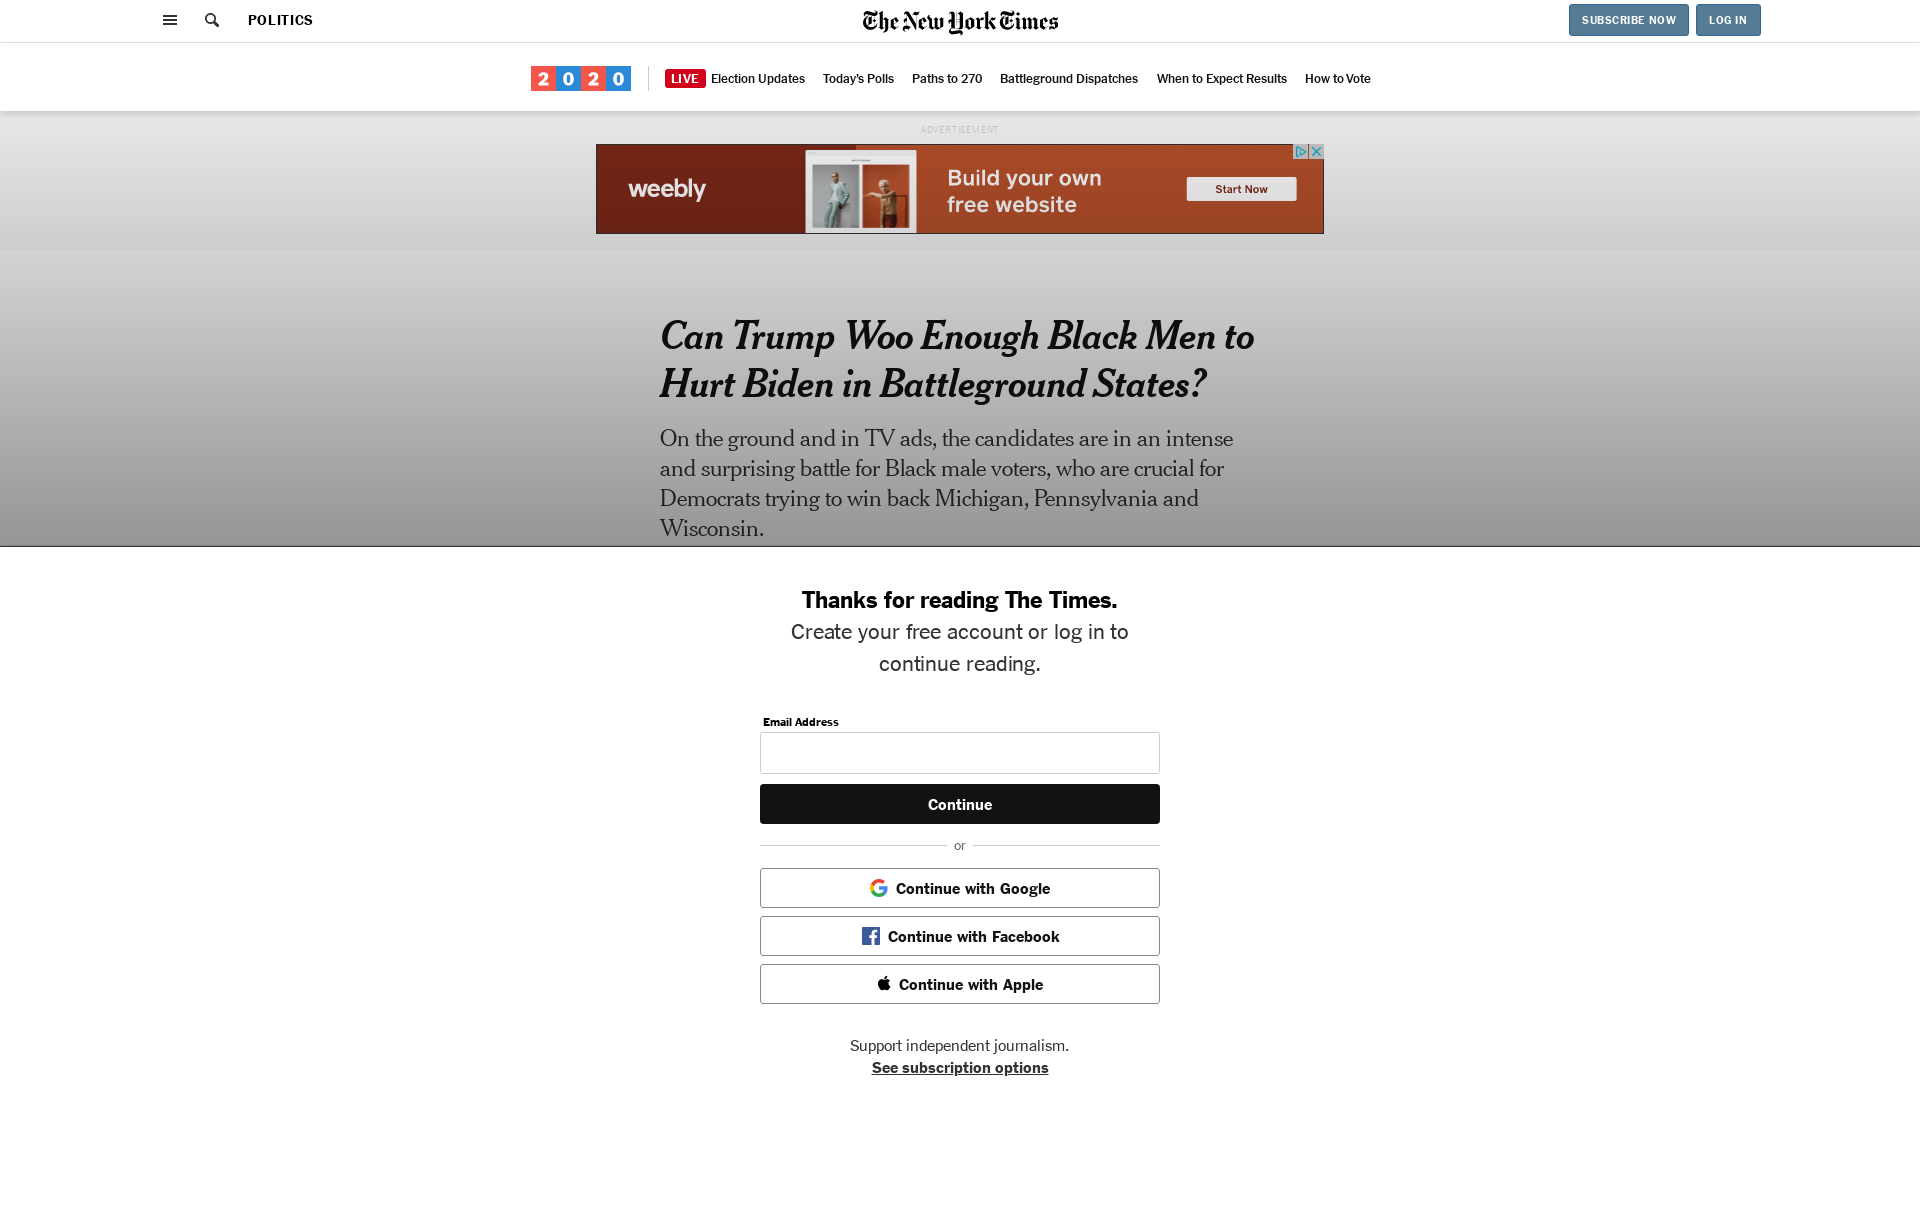 POLITICS
The New York Times
SUBSCRIBE NOW
LOG IN
2020
LIVE Election Updates
Today's Polls
Paths to 270
Battleground Dispatches
When to Expect Results
How to Vote
ADVERTISEMENT
weebly
Build your own
free website
Start Now
Can Trump Woo Enough Black Men to
Hurt Biden in Battleground States?
On the ground and in TV ads, the candidates are in an intense
and surprising battle for Black male voters, who are crucial for
Democrats trying to win back Michigan, Pennsylvania and
Wisconsin.
Thanks for reading The Times.
Create your free account or log in to
continue reading.
Email Address
Continue
or
Continue with Google
Continue with Facebook
Continue with Apple
Support independent journalism.
See subscription options